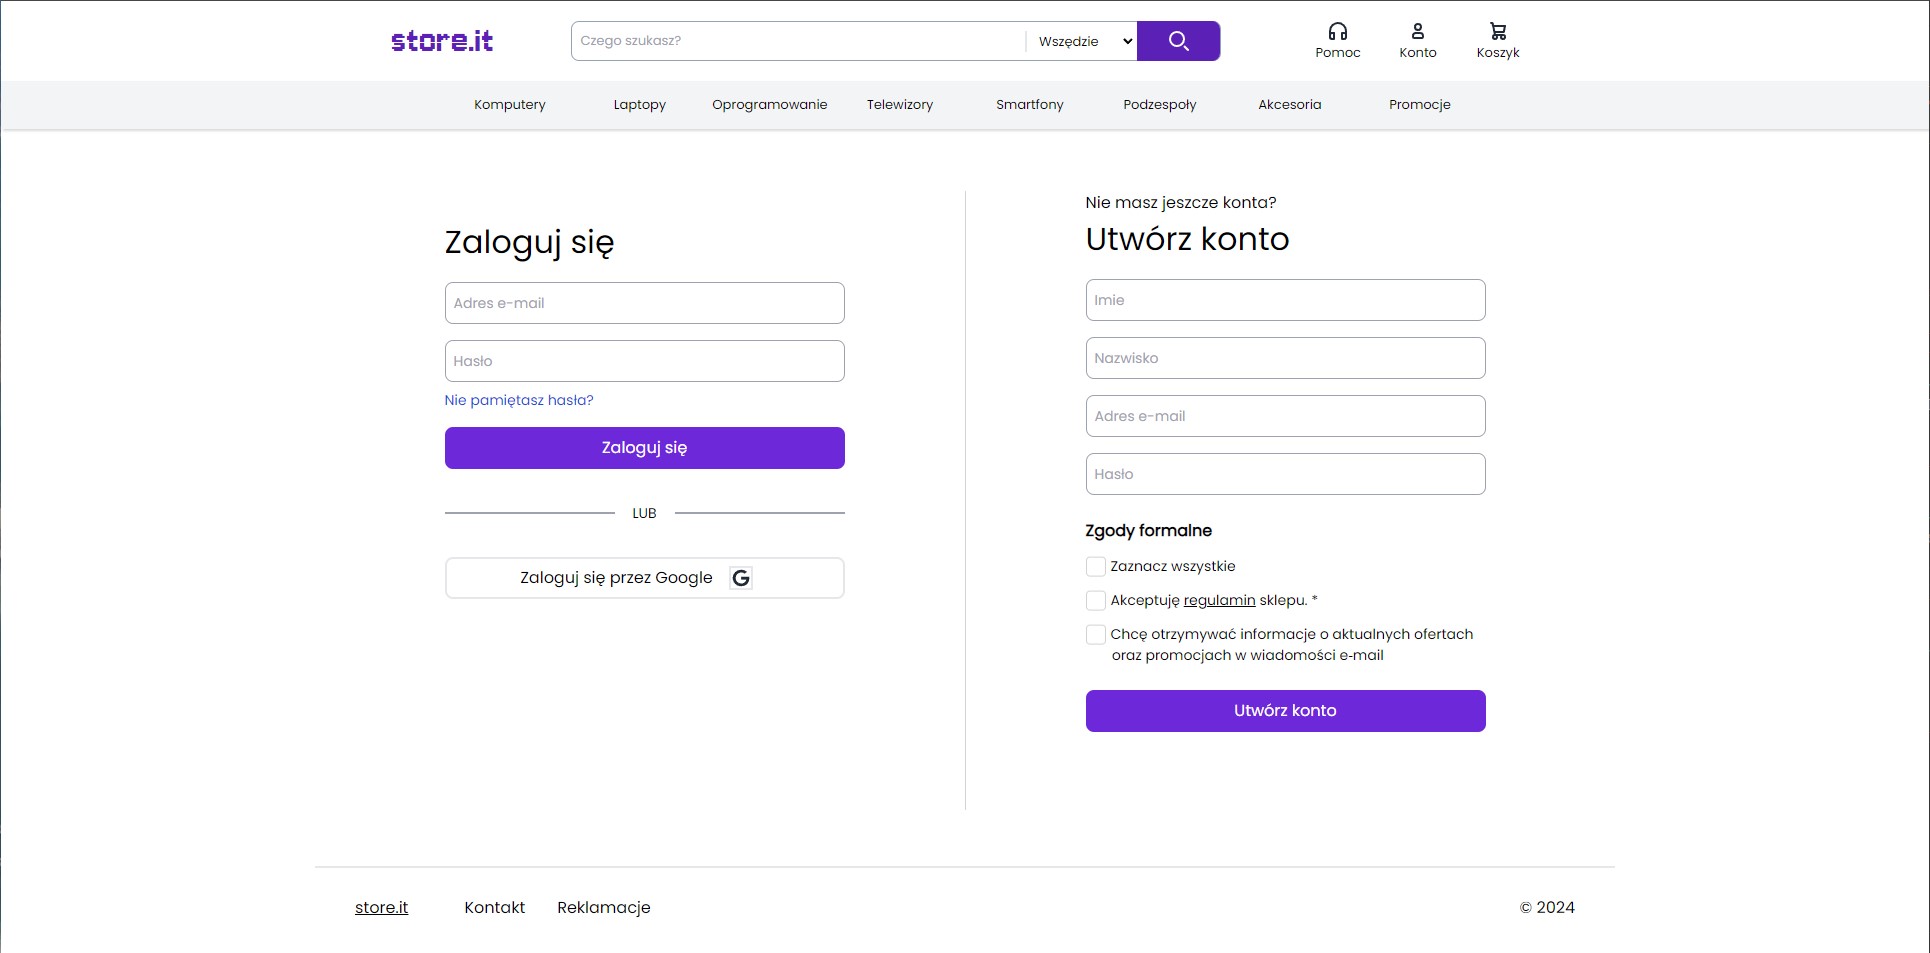 store.it
Czego szukasz?
Wszędzie
Pomoc
Konto
Koszyk
Komputery
Laptopy
Oprogramowanie
Telewizory
Smartfony
Podzespoły
Akcesoria
Promocje
Zaloguj się
Adres e-mail
Hasło
Nie pamiętasz hasła?
Zaloguj się
LUB
Zaloguj się przez Google G
Nie masz jeszcze konta?
Utwórz konto
Imie
Nazwisko
Adres e-mail
Hasło
Zgody formalne
Zaznacz wszystkie
Akceptuję regulamin sklepu. *
Chcę otrzymywać informacje o aktualnych ofertach
oraz promocjach w wiadomości e-mail
Utwórz konto
store.it
Kontakt
Reklamacje
© 2024